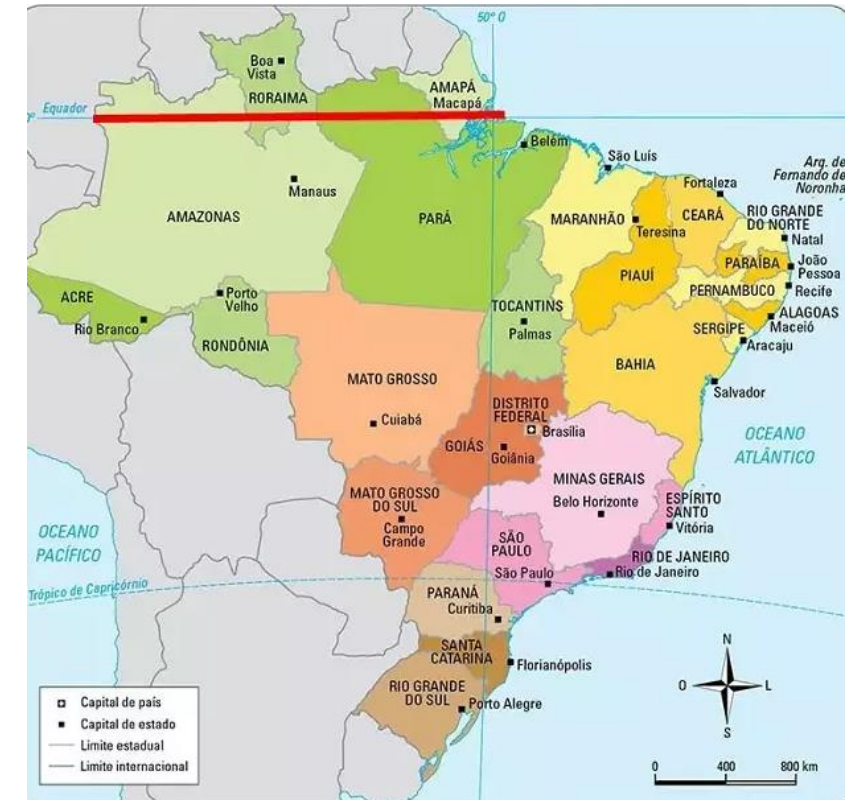 50° O
Boa
Vista
RORAIMA
AMAPÁ
Macapá
Equador
0°
Belém
São Luís
Fortaleza
Arq. de
Fernando de
Noronha
Manaus
AMAZONAS
PARÁ
MARANHÃO
Teresina
CEARÁ
RIO GRANDE
DO NORTE
Natal
PIAUÍ
PARAÍBA
João
Pessoa
PERNAMBUCO
Recife
ACRE
Rio Branco
Porto
Velho
RONDÔNIA
TOCANTINS
Palmas
ALAGOAS
Maceió
SERGIPE
Aracaju
BAHIA
Salvador
MATO GROSSO
Cuiabá
DISTRITO
FEDERAL
Brasília
GOIÁS
Goiânia
OCEANO
ATLÂNTICO
MINAS GERAIS
Belo Horizonte
ESPÍRITO
SANTO
Vitória
MATO GROSSO
DO SUL
Campo
Grande
OCEANO
PACÍFICO
SÃO
PAULO
São Paulo
RIO DE JANEIRO
Rio de Janeiro
Trópico de Capricórnio
PARANÁ
Curitiba
SANTA
CATARINA
Florianópolis
RIO GRANDE
DO SUL
Porto Alegre
N
O
L
S
Capital de país
Capital de estado
Limite estadual
Limite internacional
0 400 800 km